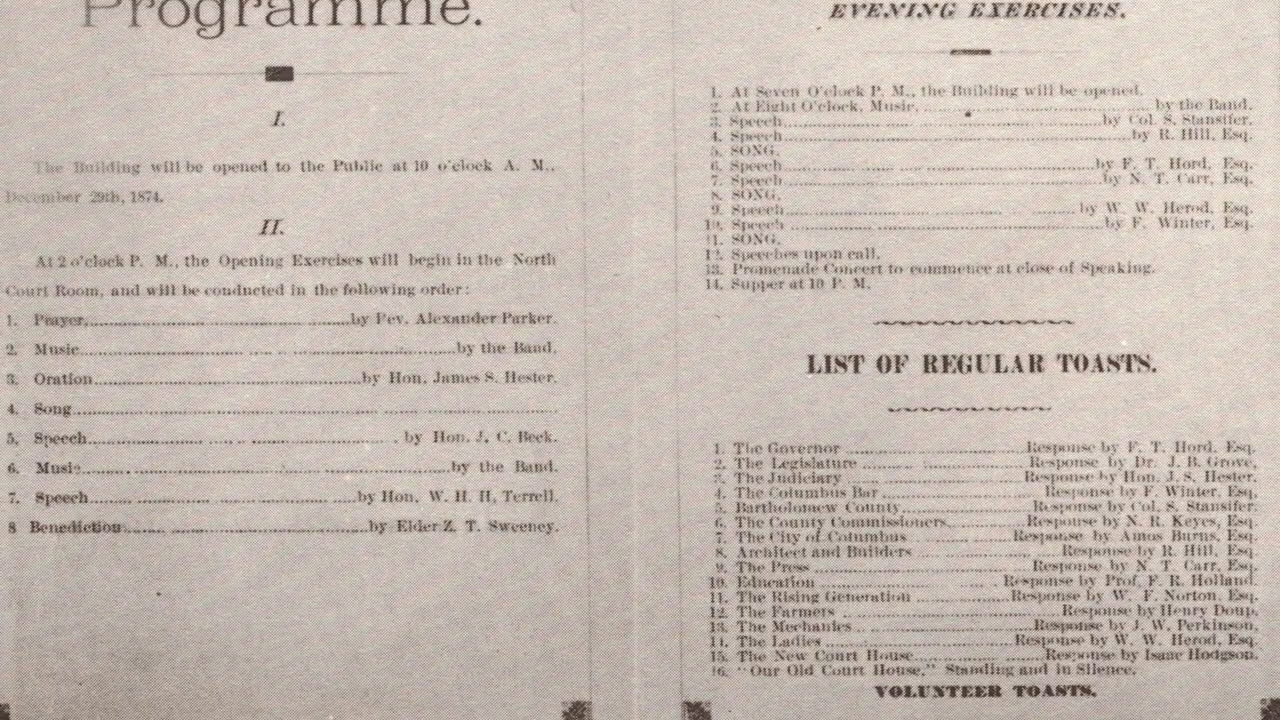 Programme.
I.
The Building will be opened to the Public at 10 o'clock A. M.,
December 29th, 1874.
II.
At 2 o'clock P. M., the Opening Exercises will begin in the North
Court Room, and will be conducted in the following order:
1. Prayer, by Rev. Alexander Parker.
2. Music by the Band.
3. Oration by Hon. James S. Hester.
4. Song
5. Speech by Hon. J. C. Beck.
6. Music by the Band.
7. Speech by Hon. W. H. H. Terrell.
8 Benediction by Elder Z. T. Sweeney.
EVENING EXERCISES.
1. At Seven O'clock P. M., the Building will be opened.
2. At Eight O'clock, Music, by the Band.
3. Speech by Col. S. Stansifer.
4. Speech by R. Hill, Esq.
5. SONG.
6. Speech by F. T. Hord, Esq.
7. Speech by N. T. Carr, Esq.
8. SONG.
9. Speech by W. W. Herod, Esq.
10. Speech by F. Winter, Esq.
11. SONG.
12. Speeches upon call.
13. Promenade Concert to commence at close of Speaking.
14. Supper at 10 P. M.
LIST OF REGULAR TOASTS.
1. The Governor Response by F. T. Hord, Esq.
2. The Legislature Response by Dr. J. B. Grove,
3. The Judiciary Response by Hon. J. S. Hester.
4. The Columbus Bar Response by F. Winter, Esq.
5. Bartholomew County Response by Col. S. Stansifer.
6. The County Commissioners Response by N. R. Keyes, Esq.
7. The City of Columbus Response by Amos Burns, Esq.
8. Architect and Builders Response by R. Hill, Esq.
9. The Press Response by N. T. Carr, Esq.
10. Education Response by Prof. F. R. Holland.
11. The Rising Generation Response by W. F. Norton, Esq.
12. The Farmers Response by Henry Doup.
13. The Mechanics Response by J. W. Perkinson,
14. The Ladies Response by W. W. Herod, Esq.
15. The New Court House Response by Isaac Hodgson.
16. "Our Old Court House," Standing and in Silence.
VOLUNTEER TOASTS.